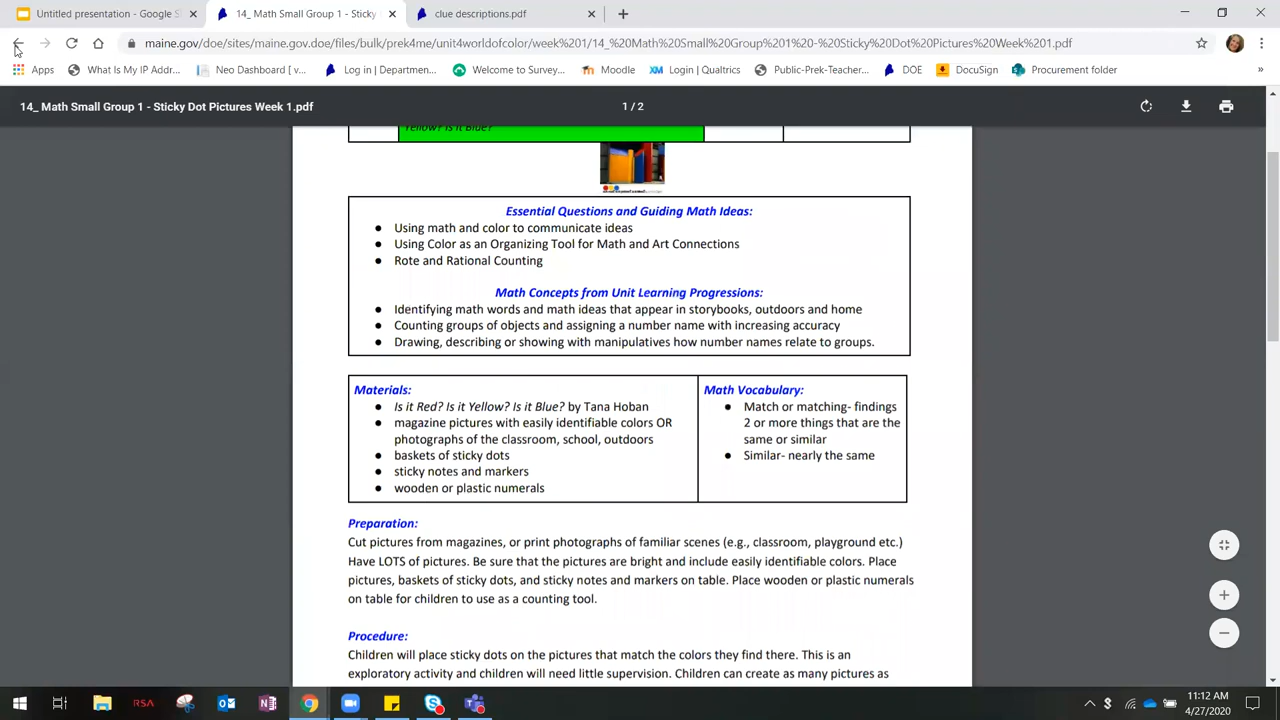 Untitled presentation - Google S
14_ Math Small Group 1 - Sticky
clue descriptions.pdf
maine.gov/doe/sites/maine.gov.doe/files/bulk/prek4me/unit4worldofcolor/week%201/14_%20Math%20Small%20Group%201%20-%20Sticky%20Dot%20Pictures%20Week%201.pdf
Apps What Is My IP Addr... Neo Dashboard [ v... Log in | Departmen... Welcome to Survey... Moodle Login | Qualtrics Public-Prek-Teacher... DOE DocuSign Procurement folder »
14_ Math Small Group 1 - Sticky Dot Pictures Week 1.pdf
1 / 2
Yellow? Is it Blue?
Essential Questions and Guiding Math Ideas:
● Using math and color to communicate ideas
● Using Color as an Organizing Tool for Math and Art Connections
● Rote and Rational Counting
Math Concepts from Unit Learning Progressions:
● Identifying math words and math ideas that appear in storybooks, outdoors and home
● Counting groups of objects and assigning a number name with increasing accuracy
● Drawing, describing or showing with manipulatives how number names relate to groups.
Materials:
● Is it Red? Is it Yellow? Is it Blue? by Tana Hoban
● magazine pictures with easily identifiable colors OR
photographs of the classroom, school, outdoors
● baskets of sticky dots
● sticky notes and markers
● wooden or plastic numerals
Math Vocabulary:
● Match or matching- findings
2 or more things that are the
same or similar
● Similar- nearly the same
Preparation:
Cut pictures from magazines, or print photographs of familiar scenes (e.g., classroom, playground etc.)
Have LOTS of pictures. Be sure that the pictures are bright and include easily identifiable colors. Place
pictures, baskets of sticky dots, and sticky notes and markers on table. Place wooden or plastic numerals
on table for children to use as a counting tool.
Procedure:
Children will place sticky dots on the pictures that match the colors they find there. This is an
exploratory activity and children will need little supervision. Children can create as many pictures as
RSA
11:12 AM
4/27/2020